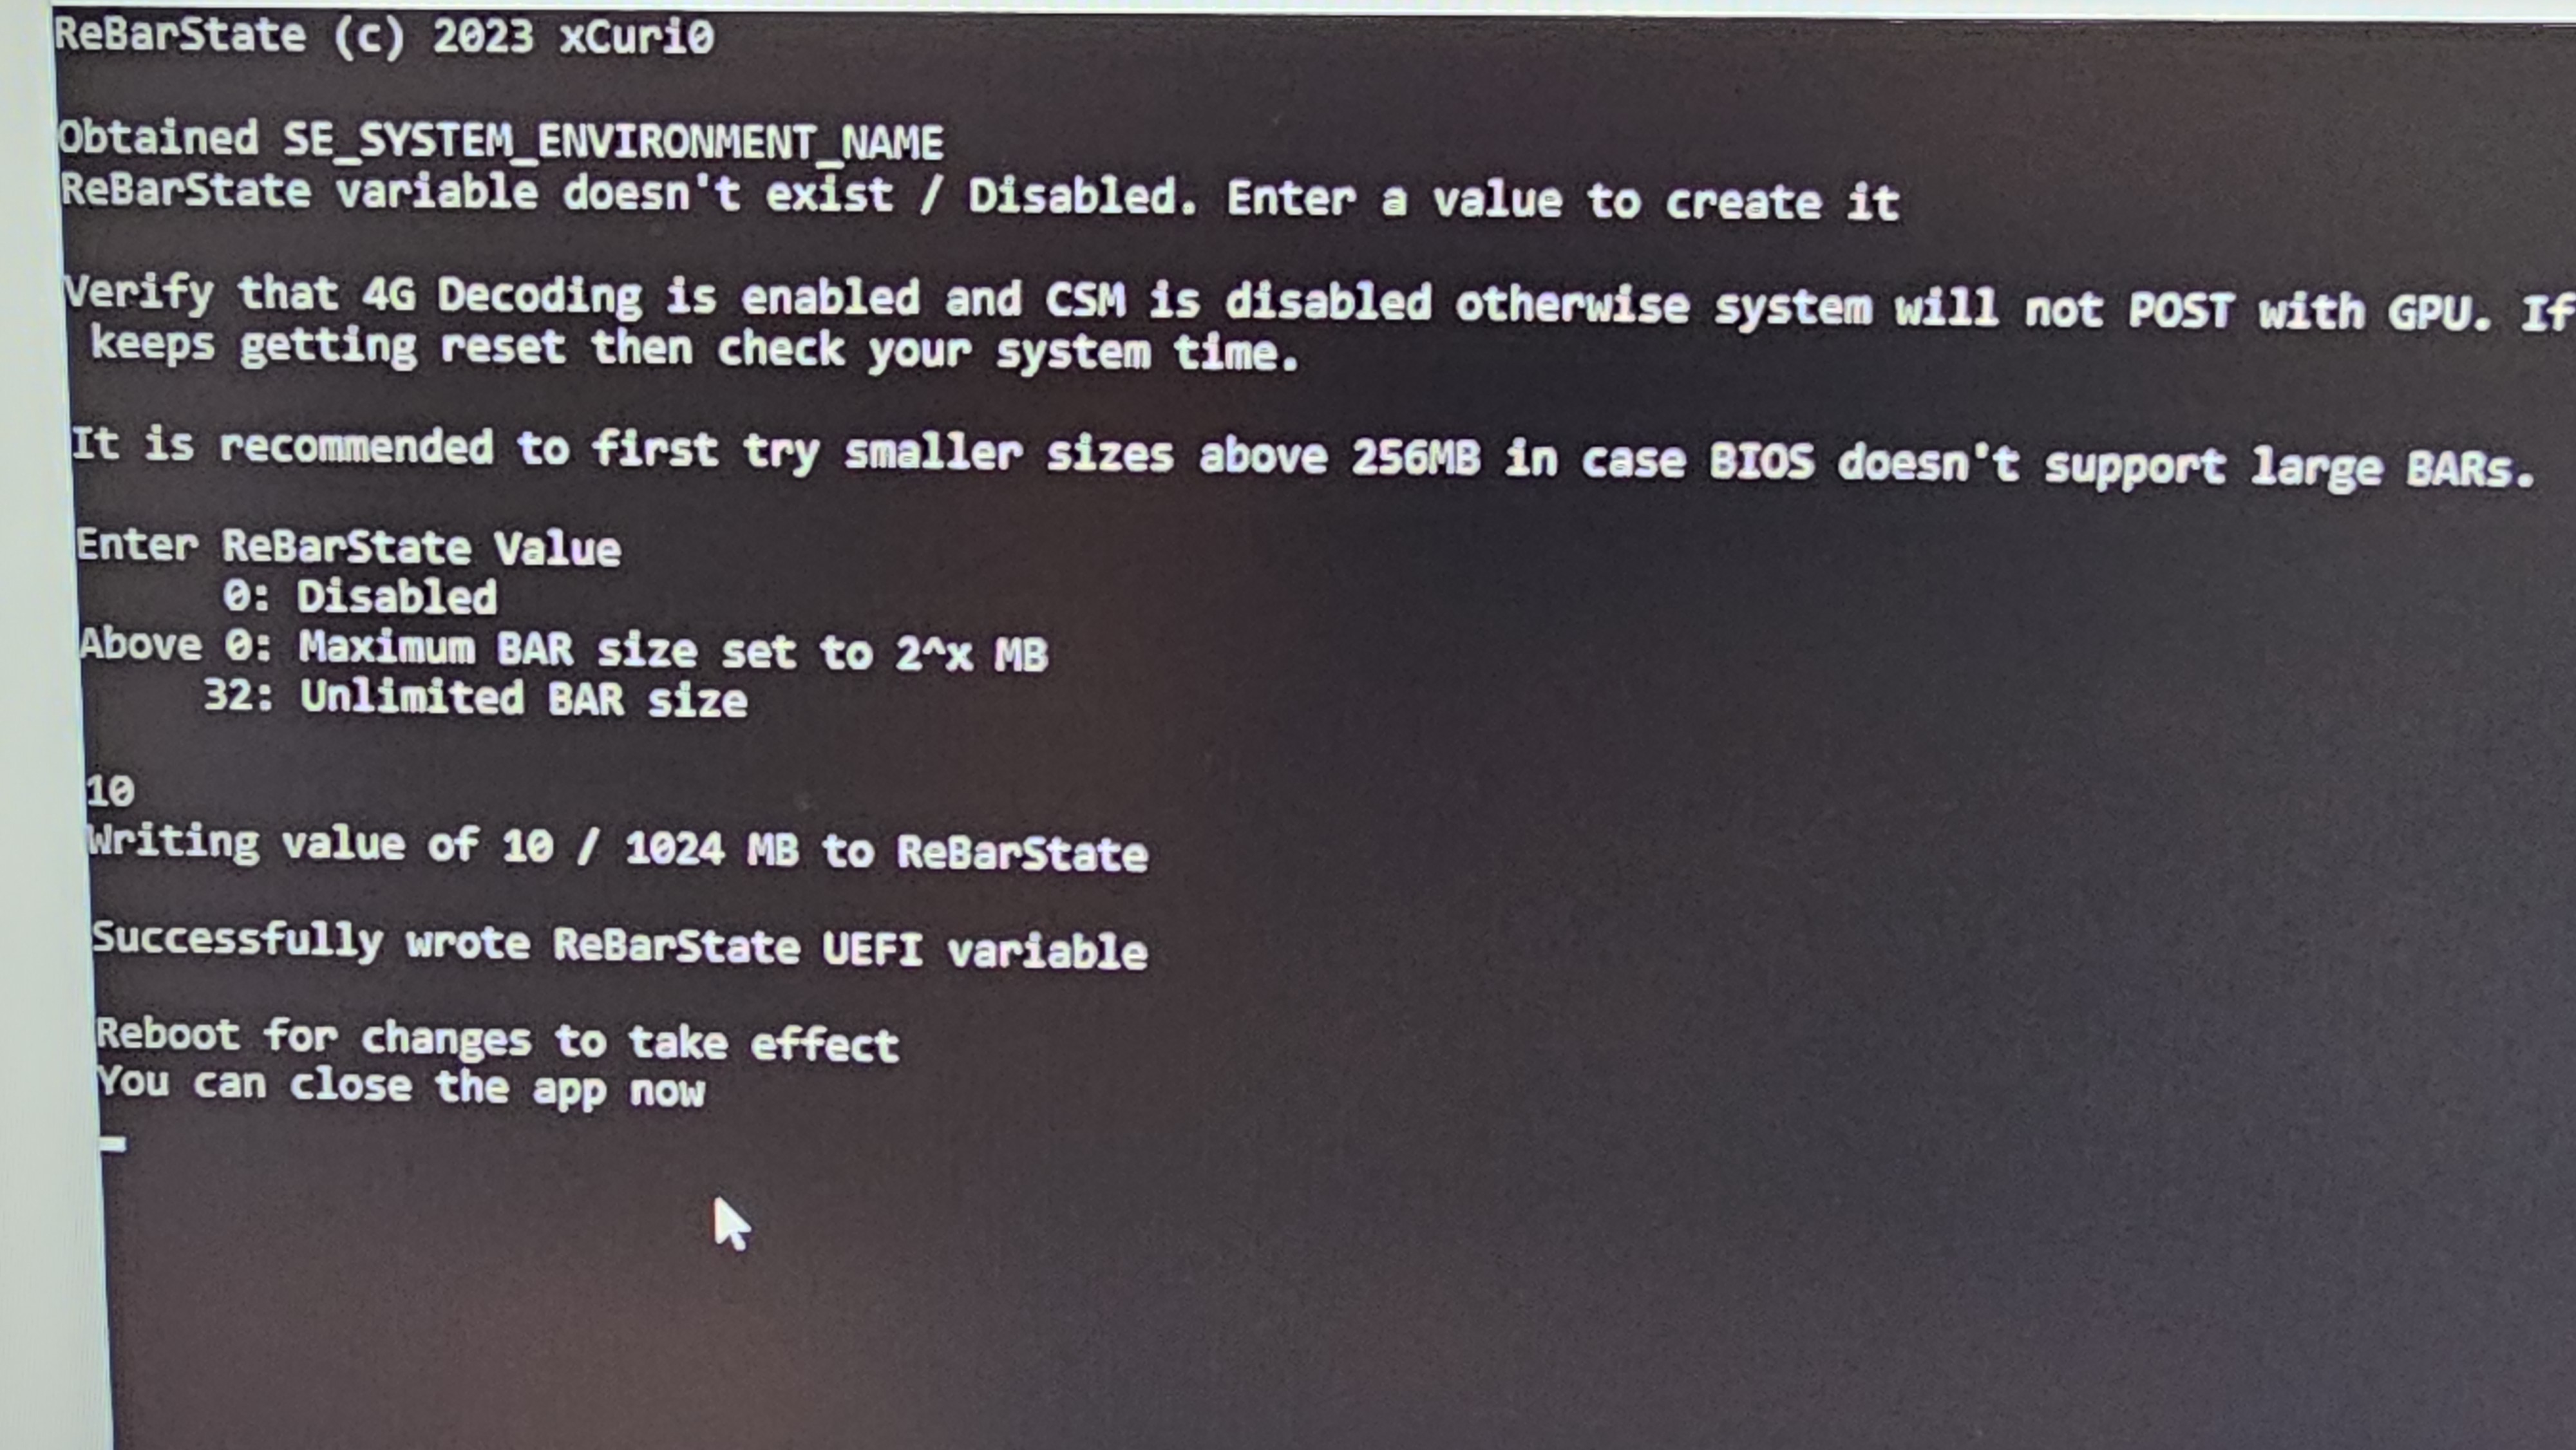 ReBarState (c) 2023 xCuri0
Obtained SE_SYSTEM_ENVIRONMENT_NAME
ReBarState variable doesn't exist / Disabled. Enter a value to create it
Verify that 4G Decoding is enabled and CSM is disabled otherwise system will not POST with GPU. If
keeps getting reset then check your system time.
It is recommended to first try smaller sizes above 256MB in case BIOS doesn't support large BARs.
Enter ReBarState Value
0: Disabled
Above 0: Maximum BAR size set to 2^x MB
32: Unlimited BAR size
10
Writing value of 10 / 1024 MB to ReBarState
Successfully wrote ReBarState UEFI variable
Reboot for changes to take effect
You can close the app now